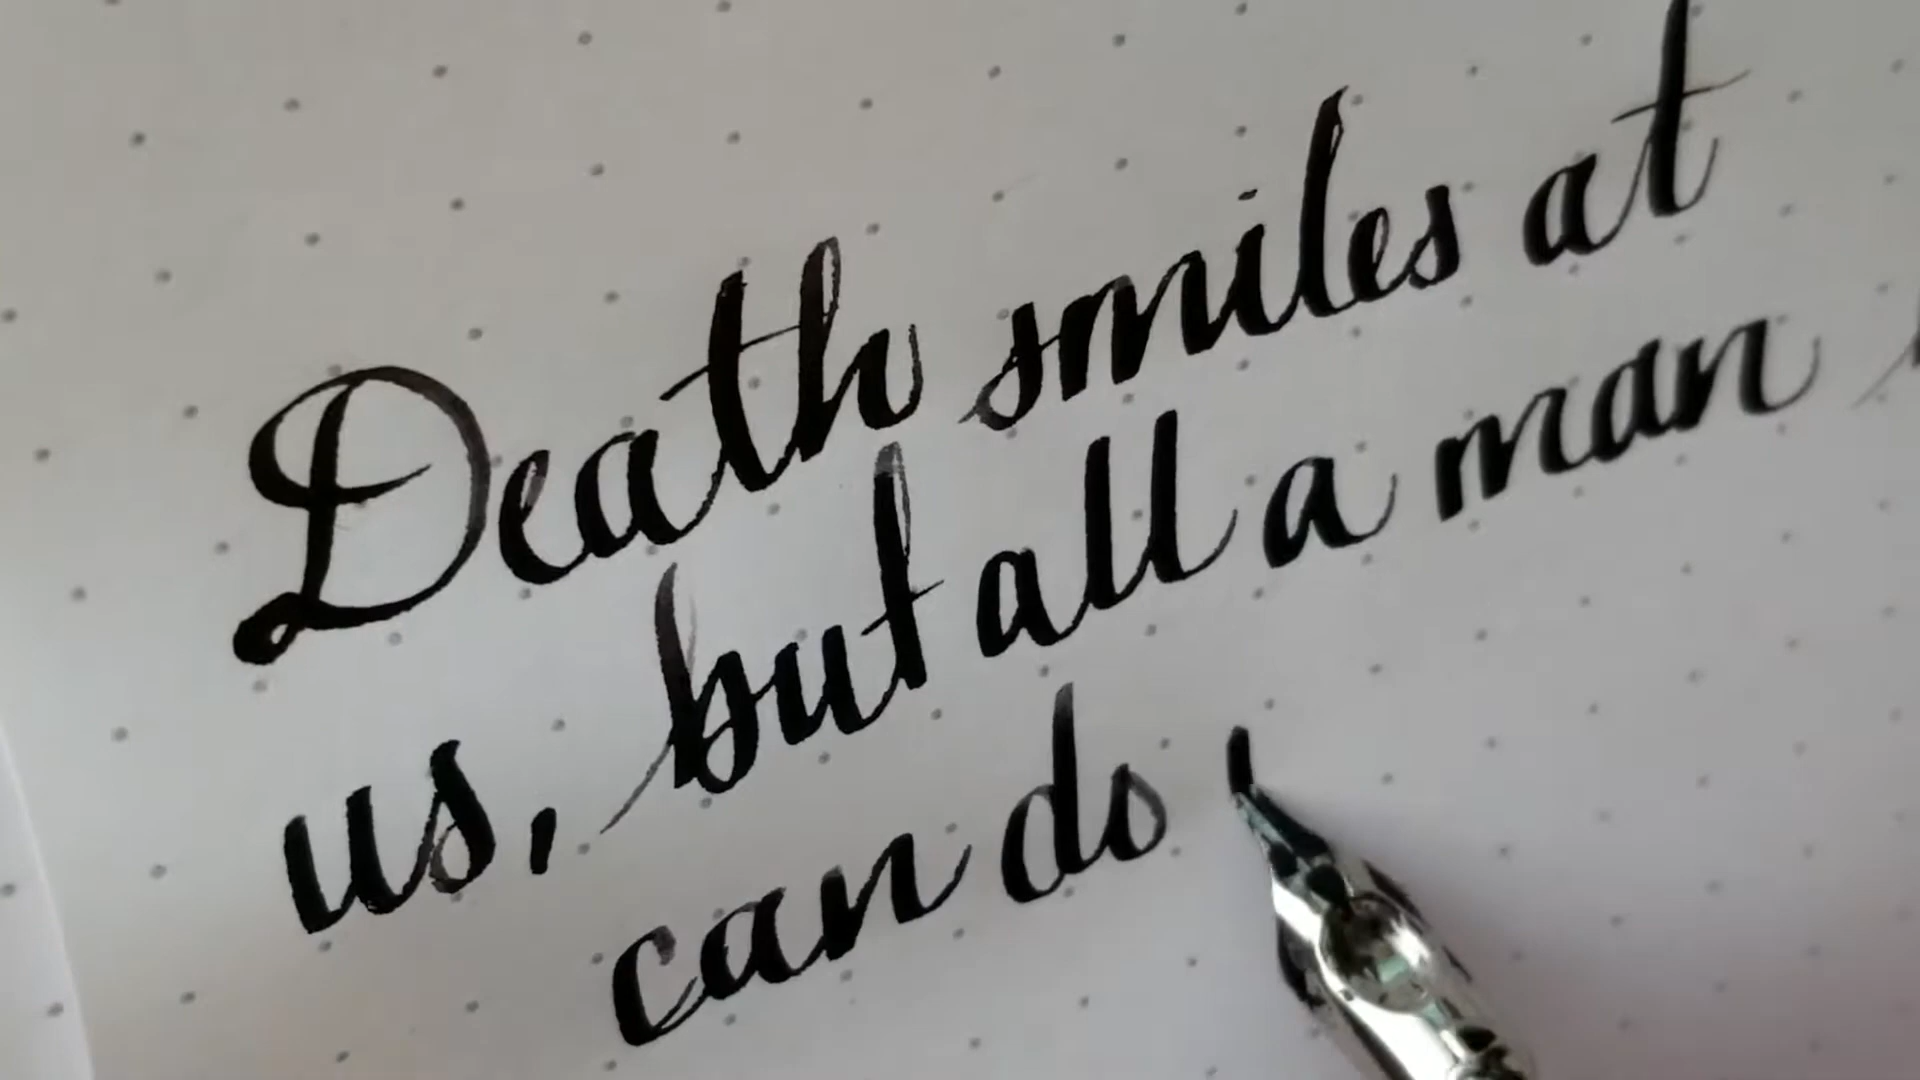 Death smiles at
us, but all a man
can do